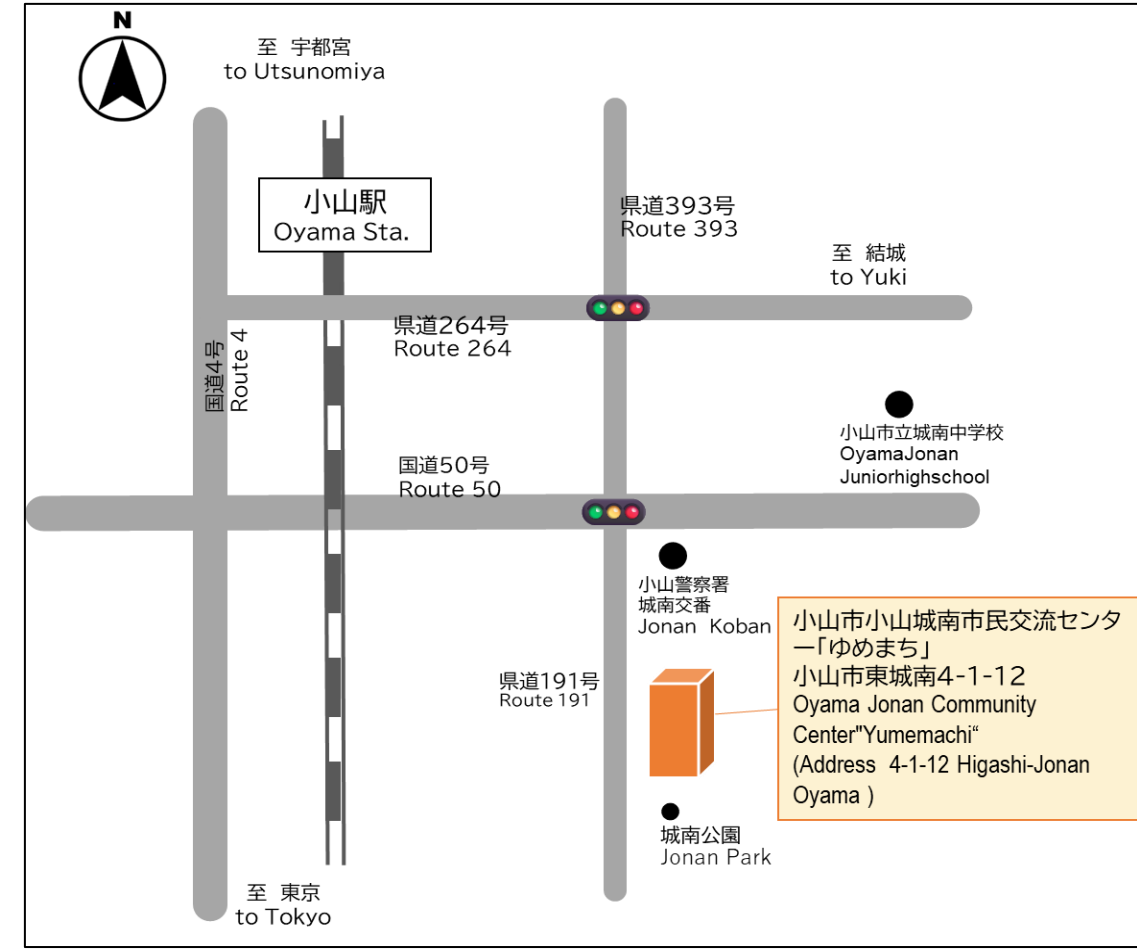 N
至 宇都宮
to Utsunomiya
小山駅
Oyama Sta.
県道393号
Route 393
至 結城
to Yuki
県道264号
Route 264
国道4号
Route 4
小山市立城南中学校
OyamaJonan
Juniorhighschool
国道50号
Route 50
小山警察署
城南交番
Jonan Koban
小山市小山城南市民交流センタ
ー「ゆめまち」
小山市東城南4-1-12
Oyama Jonan Community
Center"Yumemachi“
(Address 4-1-12 Higashi-Jonan
Oyama )
県道191号
Route 191
城南公園
Jonan Park
至 東京
to Tokyo